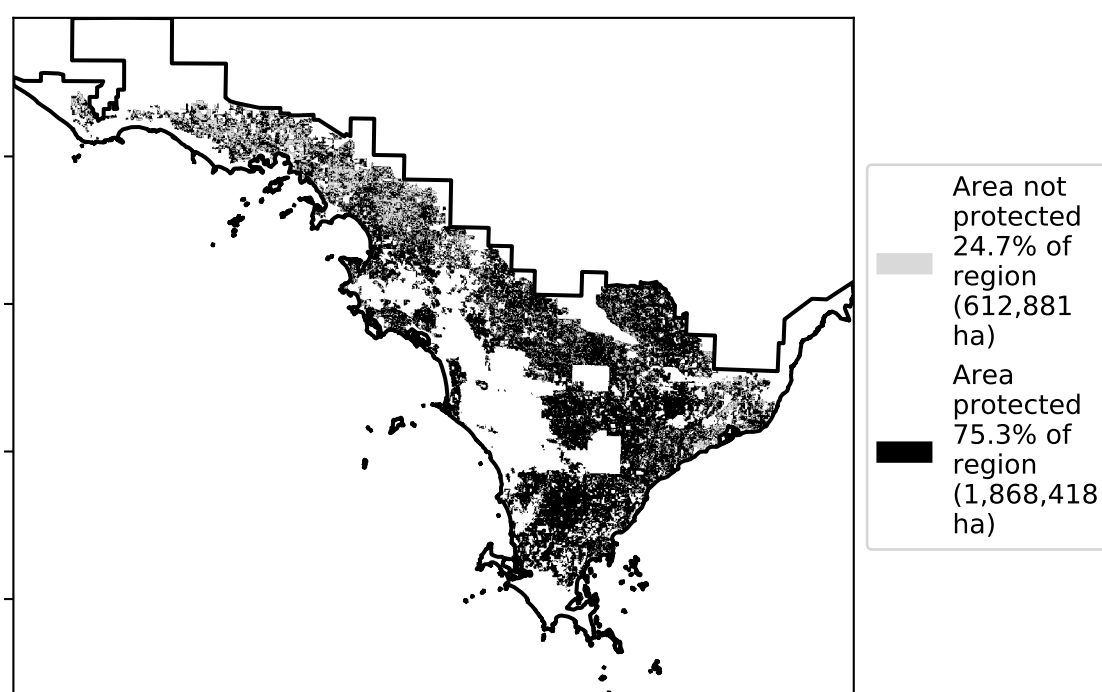 Area not
protected
24.7% of
region
(612,881
ha)
Area
protected
75.3% of
region
(1,868,418
ha)